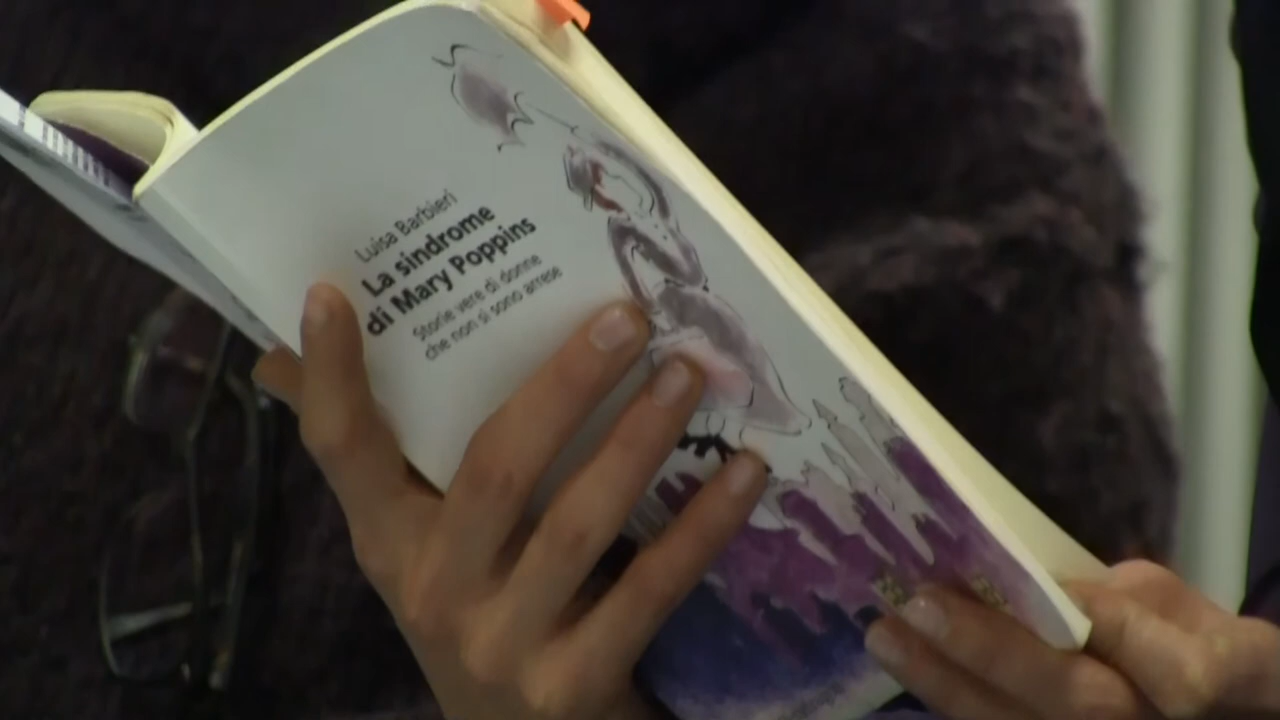 Luisa Barbieri
La sindrome
di Mary Poppins
Storie vere di donne
che non si sono arrese